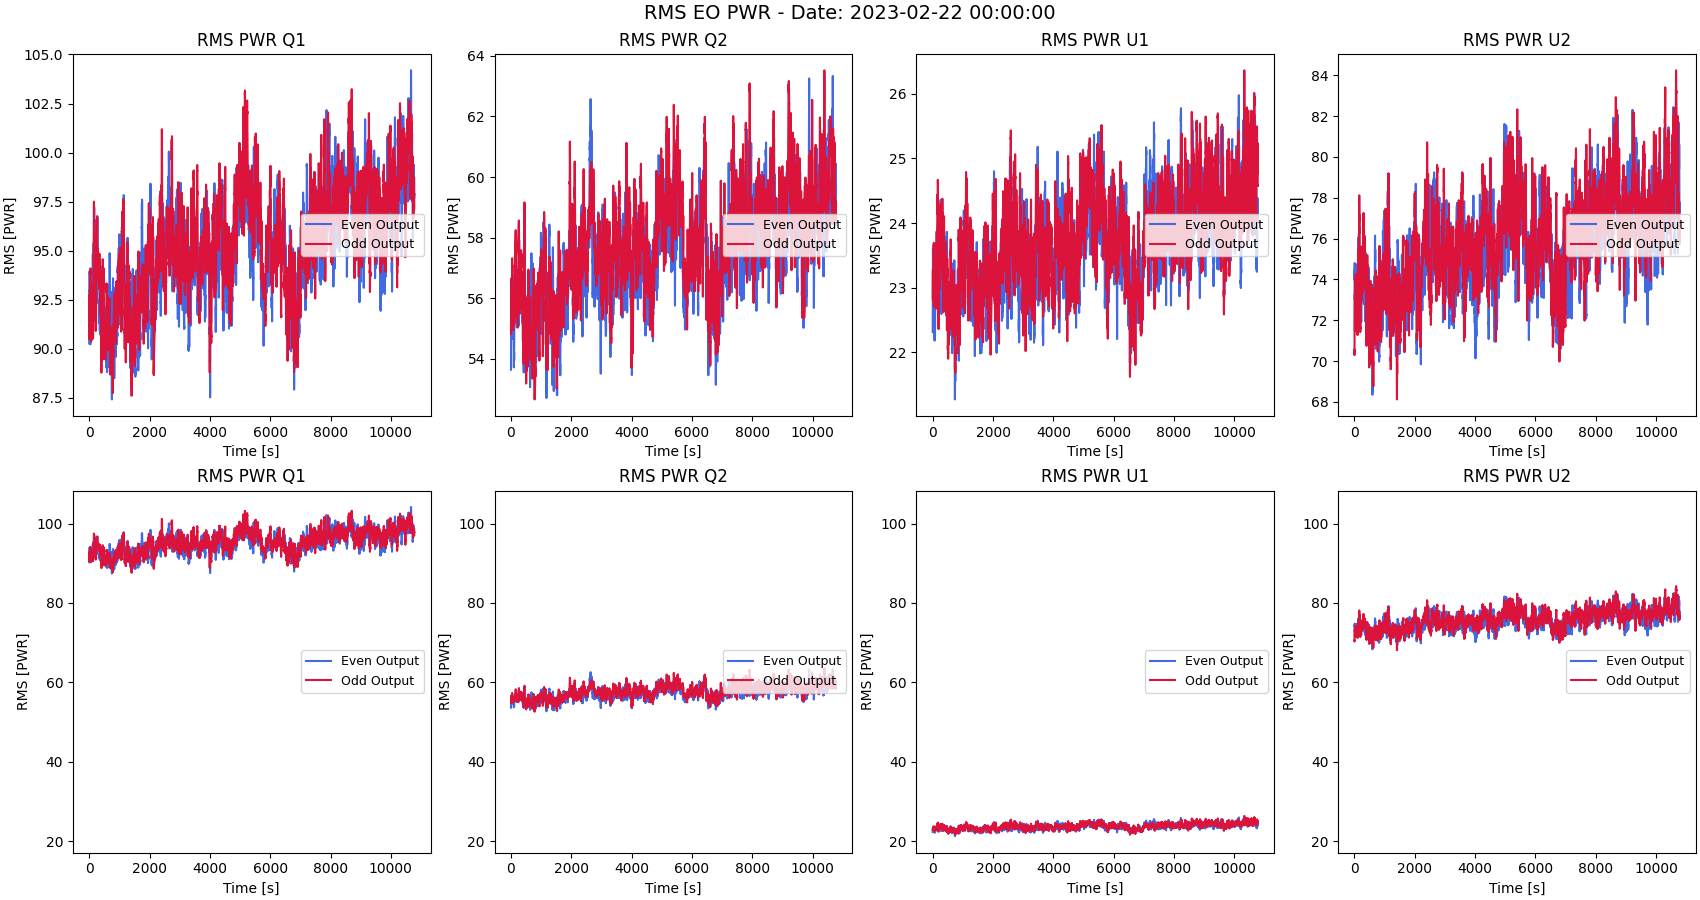 RMS EO PWR - Date: 2023-02-22 00:00:00
RMS PWR Q1
RMS [PWR]
105.0
102.5
100.0
97.5
95.0
92.5
90.0
87.5
Even Output
Odd Output
0 2000 4000 6000 8000 10000
Time [s]
RMS PWR Q2
RMS [PWR]
64
62
60
58
56
54
Even Output
Odd Output
0 2000 4000 6000 8000 10000
Time [s]
RMS PWR U1
RMS [PWR]
26
25
24
23
22
Even Output
Odd Output
0 2000 4000 6000 8000 10000
Time [s]
RMS PWR U2
RMS [PWR]
84
82
80
78
76
74
72
70
68
Even Output
Odd Output
0 2000 4000 6000 8000 10000
Time [s]
RMS PWR Q1
RMS [PWR]
100
80
60
40
20
Even Output
Odd Output
0 2000 4000 6000 8000 10000
Time [s]
RMS PWR Q2
RMS [PWR]
100
80
60
40
20
Even Output
Odd Output
0 2000 4000 6000 8000 10000
Time [s]
RMS PWR U1
RMS [PWR]
100
80
60
40
20
Even Output
Odd Output
0 2000 4000 6000 8000 10000
Time [s]
RMS PWR U2
RMS [PWR]
100
80
60
40
20
Even Output
Odd Output
0 2000 4000 6000 8000 10000
Time [s]